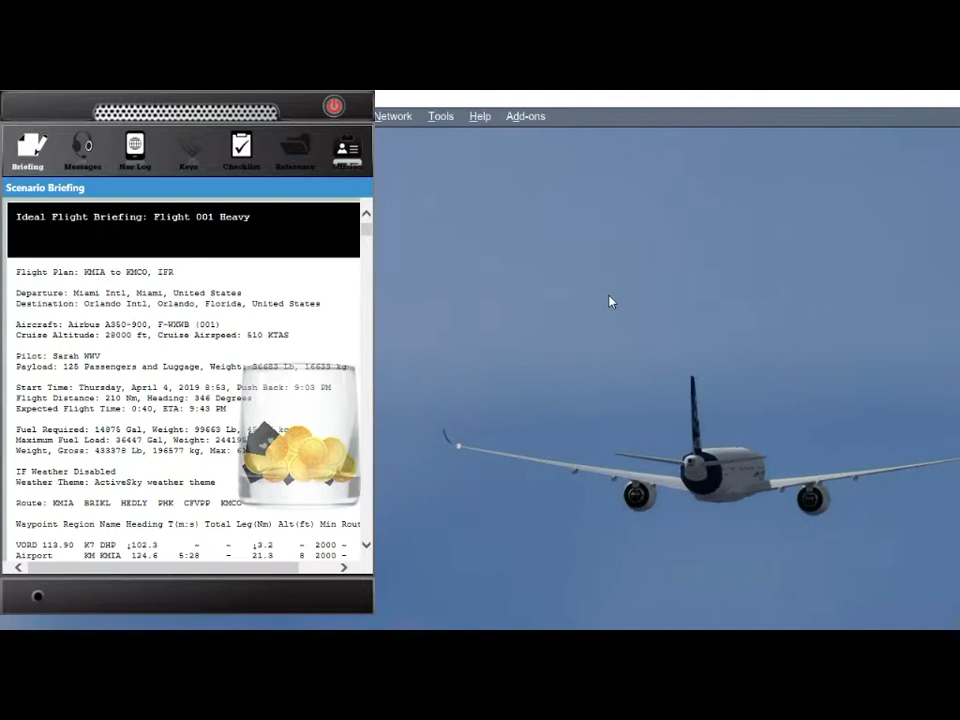 Network Tools Help Add-ons
Briefing Messages Nav Log Keys Checklist Reference
Scenario Briefing
Ideal Flight Briefing: Flight 001 Heavy
Flight Plan: KMIA to KMCO, IFR
Departure: Miami Intl, Miami, United States
Destination: Orlando Intl, Orlando, Florida, United States
Aircraft: Airbus A350-900, F-WXWB (001)
Cruise Altitude: 28000 ft, Cruise Airspeed: 510 KTAS
Pilot: Sarah WWV
Payload: 125 Passengers and Luggage, Weight: 36683 Lb, 16639 kg
Start Time: Thursday, April 4, 2019 8:53, Push Back: 9:03 PM
Flight Distance: 210 Nm, Heading: 346 Degrees
Expected Flight Time: 0:40, ETA: 9:43 PM
Fuel Required: 14875 Gal, Weight: 99663 Lb, kg
Maximum Fuel Load: 36447 Gal, Weight: 244195
Weight, Gross: 433378 Lb, 196577 kg, Max:
IF Weather Disabled
Weather Theme: ActiveSky weather theme
Route: KMIA BRIKL HEDLY PHK CFVPP KMCO
Waypoint Region Name Heading T(m:s) Total Leg(Nm) Alt(ft) Min Rout
VORD 113.90 K7 DHP ¡102.3 ~ ~ ¡3.2 ~ 2000 ~
Airport KM KMIA 124.6 5:28 - 21.3 8 2000 ~